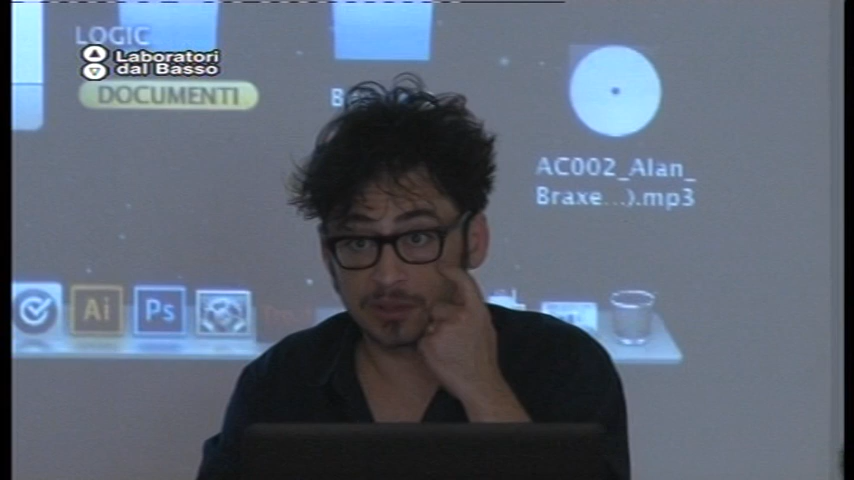 LOGIC
Laboratori
dal Basso
DOCUMENTI
AC002_Alan_
Braxe...).mp3
Ai
Ps